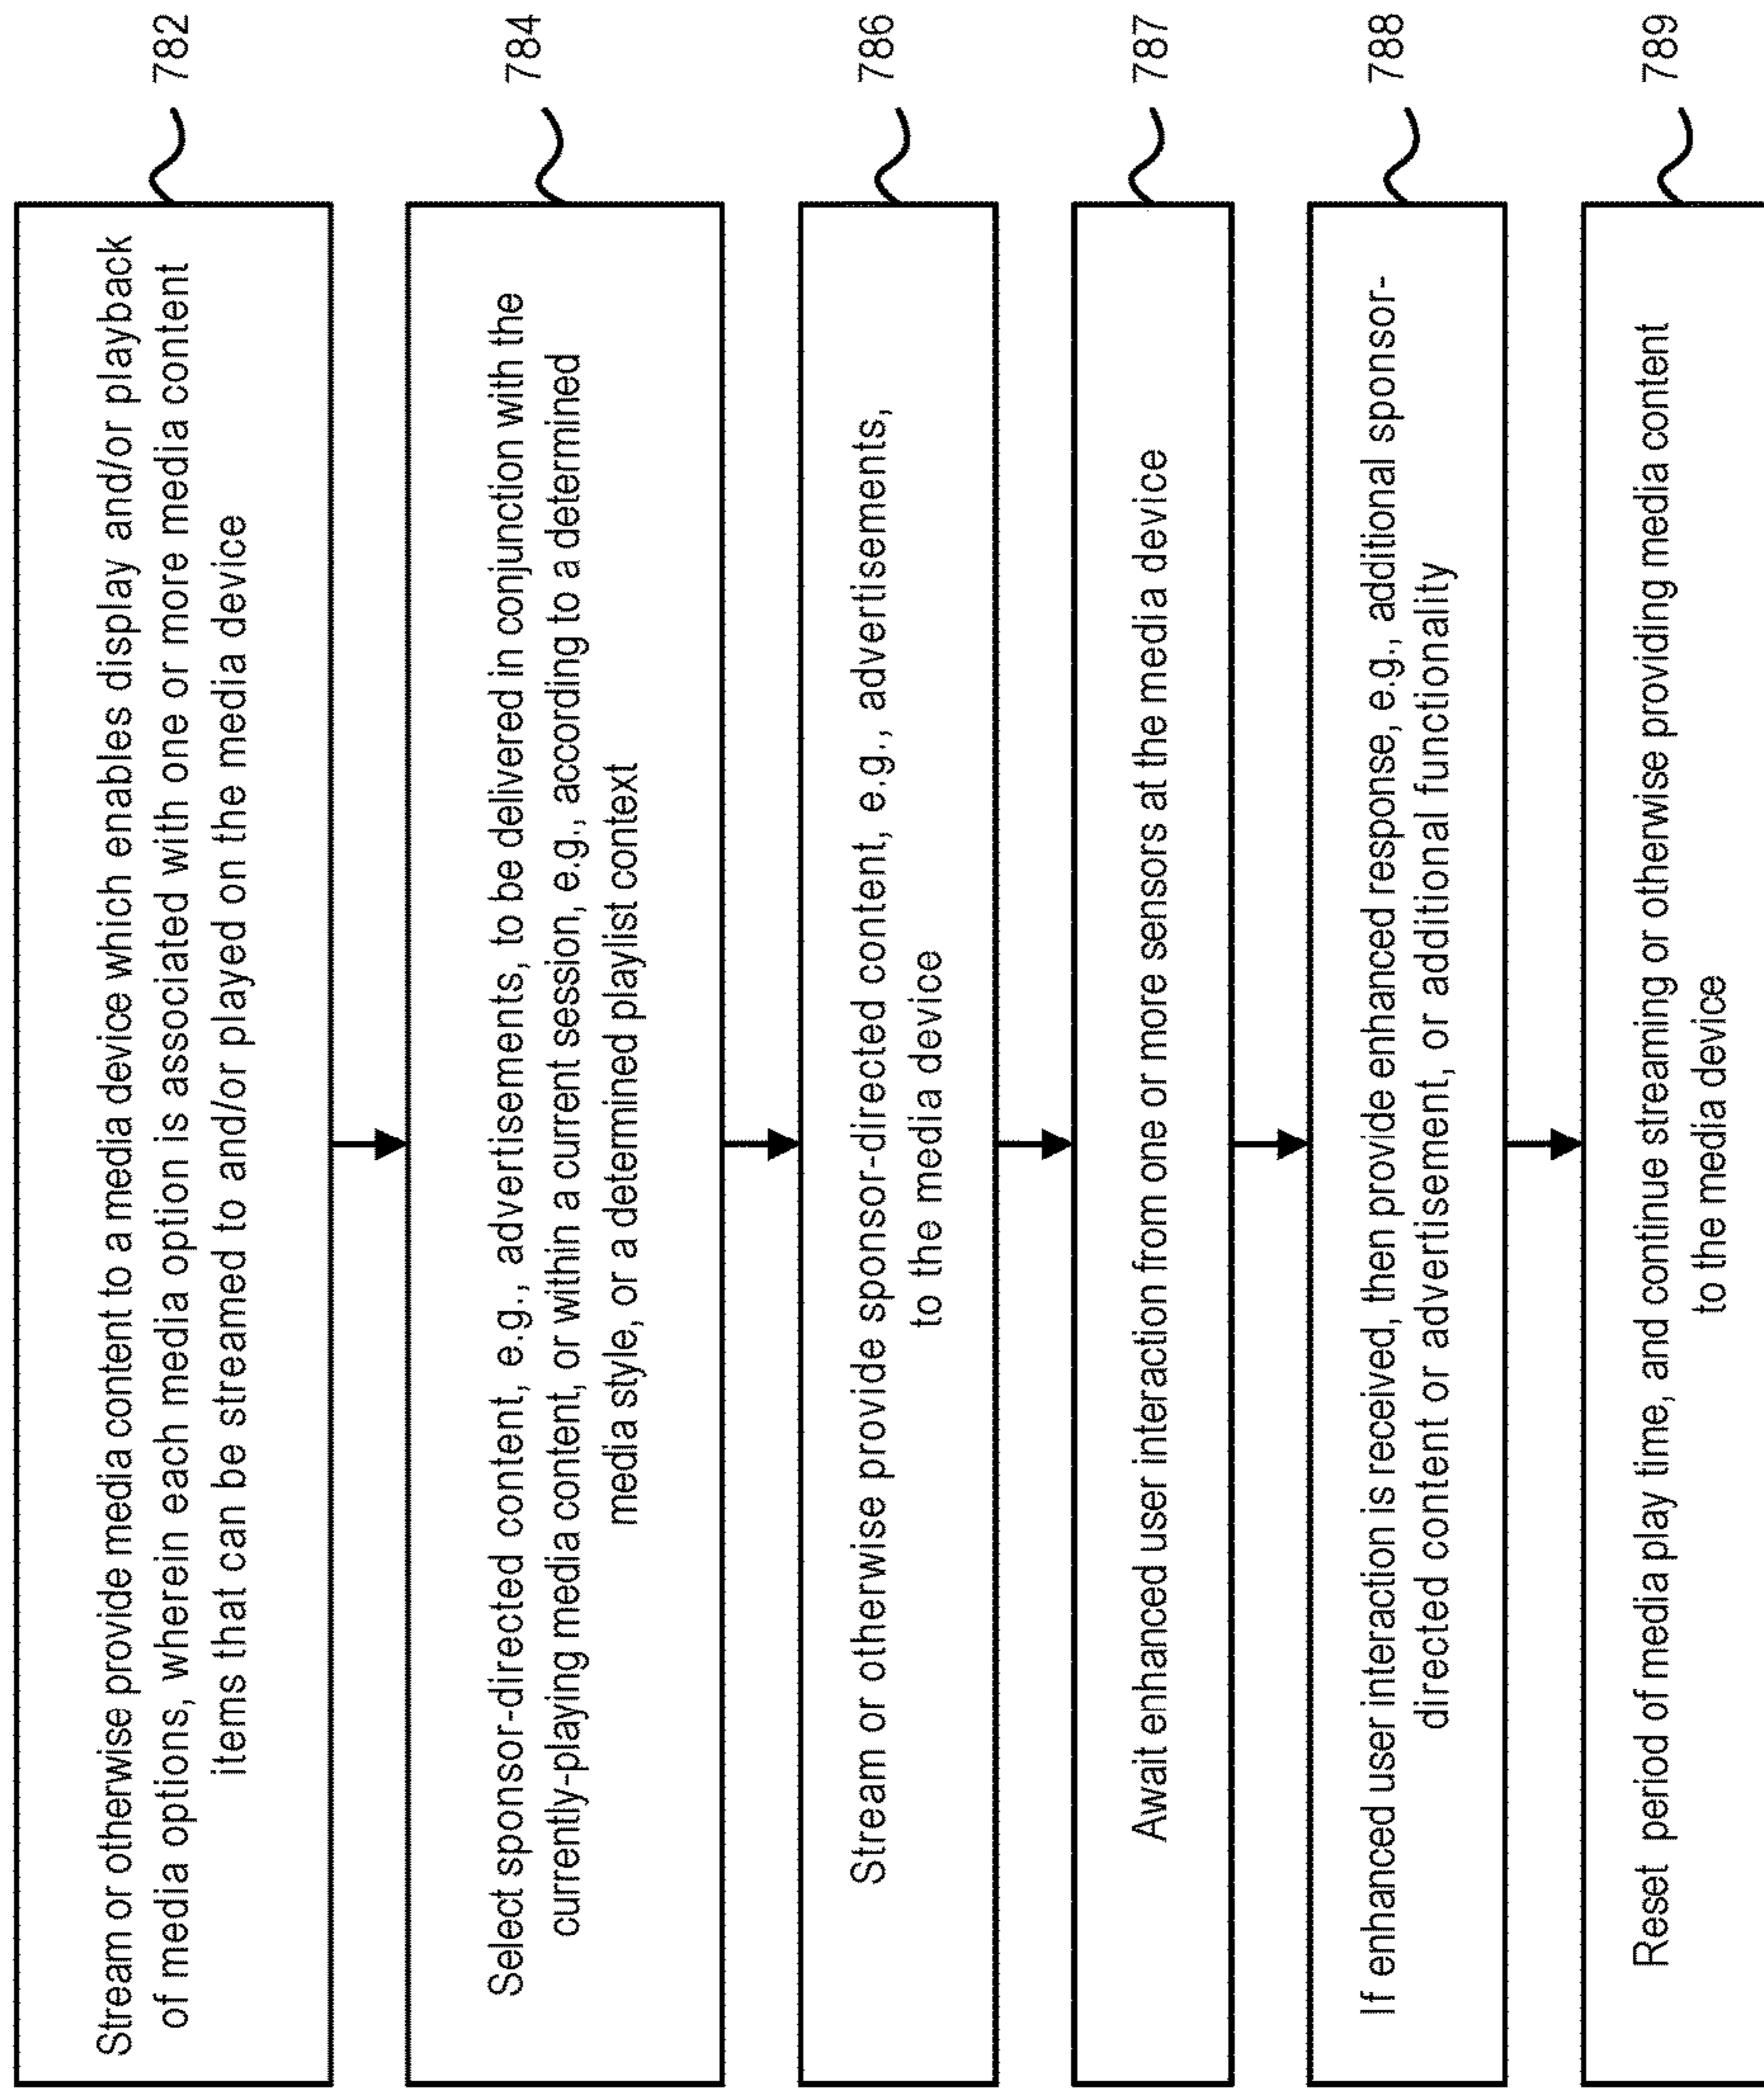 Stream or otherwise provide media content to a media device which enables display and/or playback
of media options, wherein each media option is associated with one or more media content
items that can be streamed to and/or played on the media device
782
Select sponsor-directed content, e.g., advertisements, to be delivered in conjunction with the
currently-playing media content, or within a current session, e.g., according to a determined
media style, or a determined playlist context
784
Stream or otherwise provide sponsor-directed content, e.g., advertisements,
to the media device
786
Await enhanced user interaction from one or more sensors at the media device
787
If enhanced user interaction is received, then provide enhanced response, e.g., additional sponsor-
directed content or advertisement, or additional functionality
788
Reset period of media play time, and continue streaming or otherwise providing media content
to the media device
789